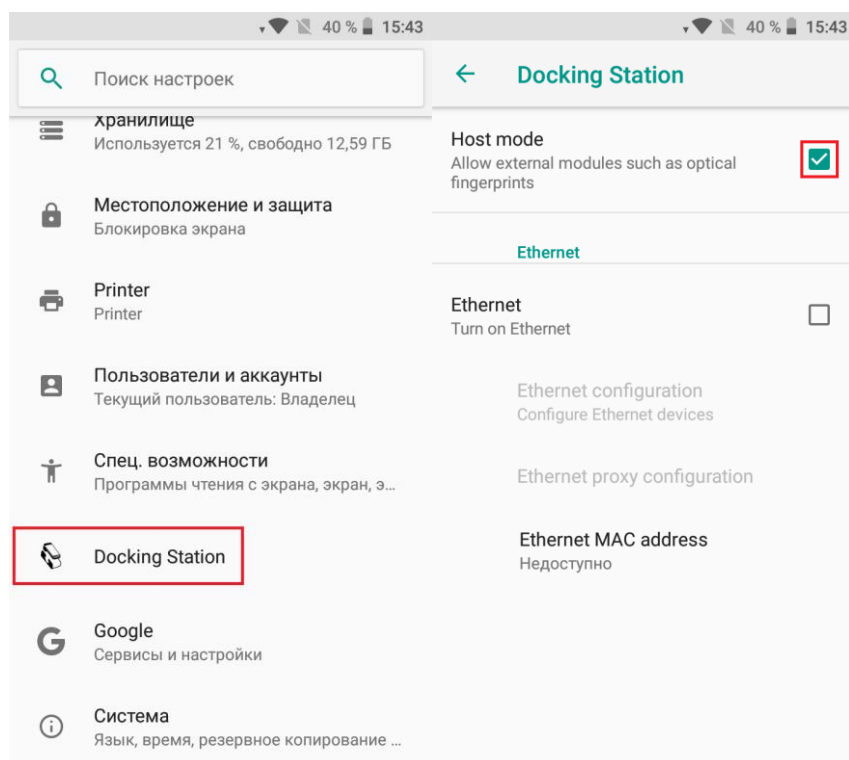 40 % 15:43
Поиск настроек
Хранилище
Используется 21 %, свободно 12,59 ГБ
Местоположение и защита
Блокировка экрана
Printer
Printer
Пользователи и аккаунты
Текущий пользователь: Владелец
Спец. возможности
Программы чтения с экрана, экран, э...
Docking Station
Google
Сервисы и настройки
Система
Язык, время, резервное копирование ...
40 % 15:43
Docking Station
Host mode
Allow external modules such as optical
fingerprints
Ethernet
Ethernet
Turn on Ethernet
Ethernet configuration
Configure Ethernet devices
Ethernet proxy configuration
Ethernet MAC address
Недоступно